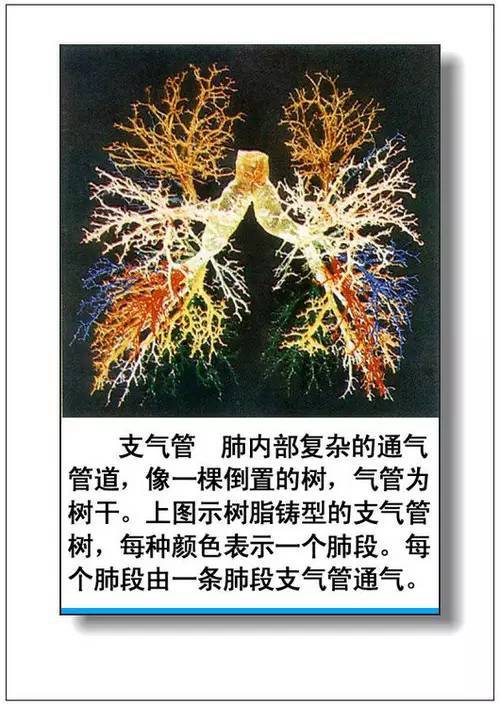 支气管 肺内部复杂的通气
管道，像一棵倒置的树，气管为
树干。上图示树脂铸型的支气管
树，每种颜色表示一个肺段。每
个肺段由一条肺段支气管通气。